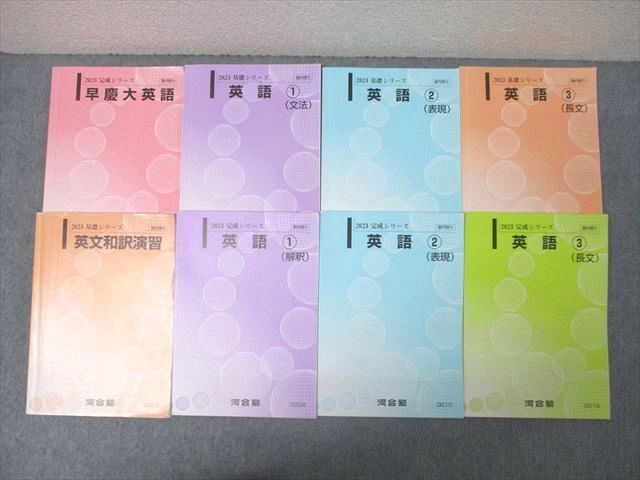 2023 完成シリーズ
早慶大英語
2023 基礎シリーズ
英語 ①
(文法)
2023 基礎シリーズ
英語 ②
(表現)
2023 基礎シリーズ
英語 ③
(長文)
2023 基礎シリーズ
英文和訳演習
河合塾
2023 完成シリーズ
英語 ①
(解釈)
河合塾
0004
2023 完成シリーズ
英語 ②
(表現)
河合塾
0010
2023 完成シリーズ
英語 ③
(長文)
河合塾
0016